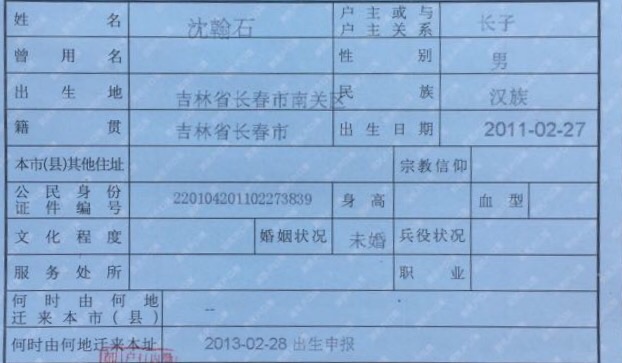 姓名 沈翰石 户主或与户主关系 长子
曾用名 性别 男
出生地 吉林省长春市南关区 民族 汉族
籍贯 吉林省长春市 出生日期 2011-02-27
本市(县)其他住址 宗教信仰
公民身份证件编号 220104201102273839 身高 血型
文化程度 婚姻状况 未婚 兵役状况
服务处所 职业
何时由何地迁来本市(县) --
何时由何地迁来本址 2013-02-28 出生申报